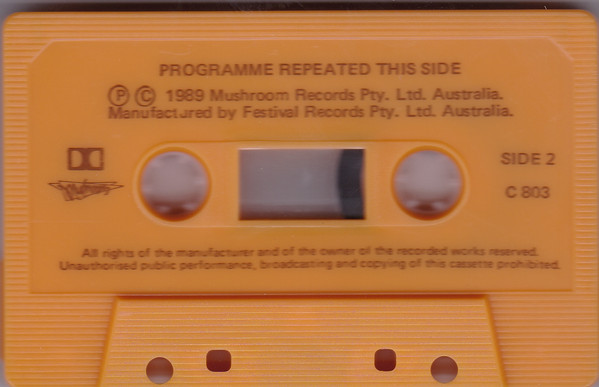 PROGRAMME REPEATED THIS SIDE
Ⓟ © 1989 Mushroom Records Pty. Ltd. Australia.
Manufactured by Festival Records Pty. Ltd. Australia.
SIDE 2
C 803
All rights of the manufacturer and of the owner of the recorded works reserved.
Unauthorised public performance, broadcasting and copying of this cassette prohibited.